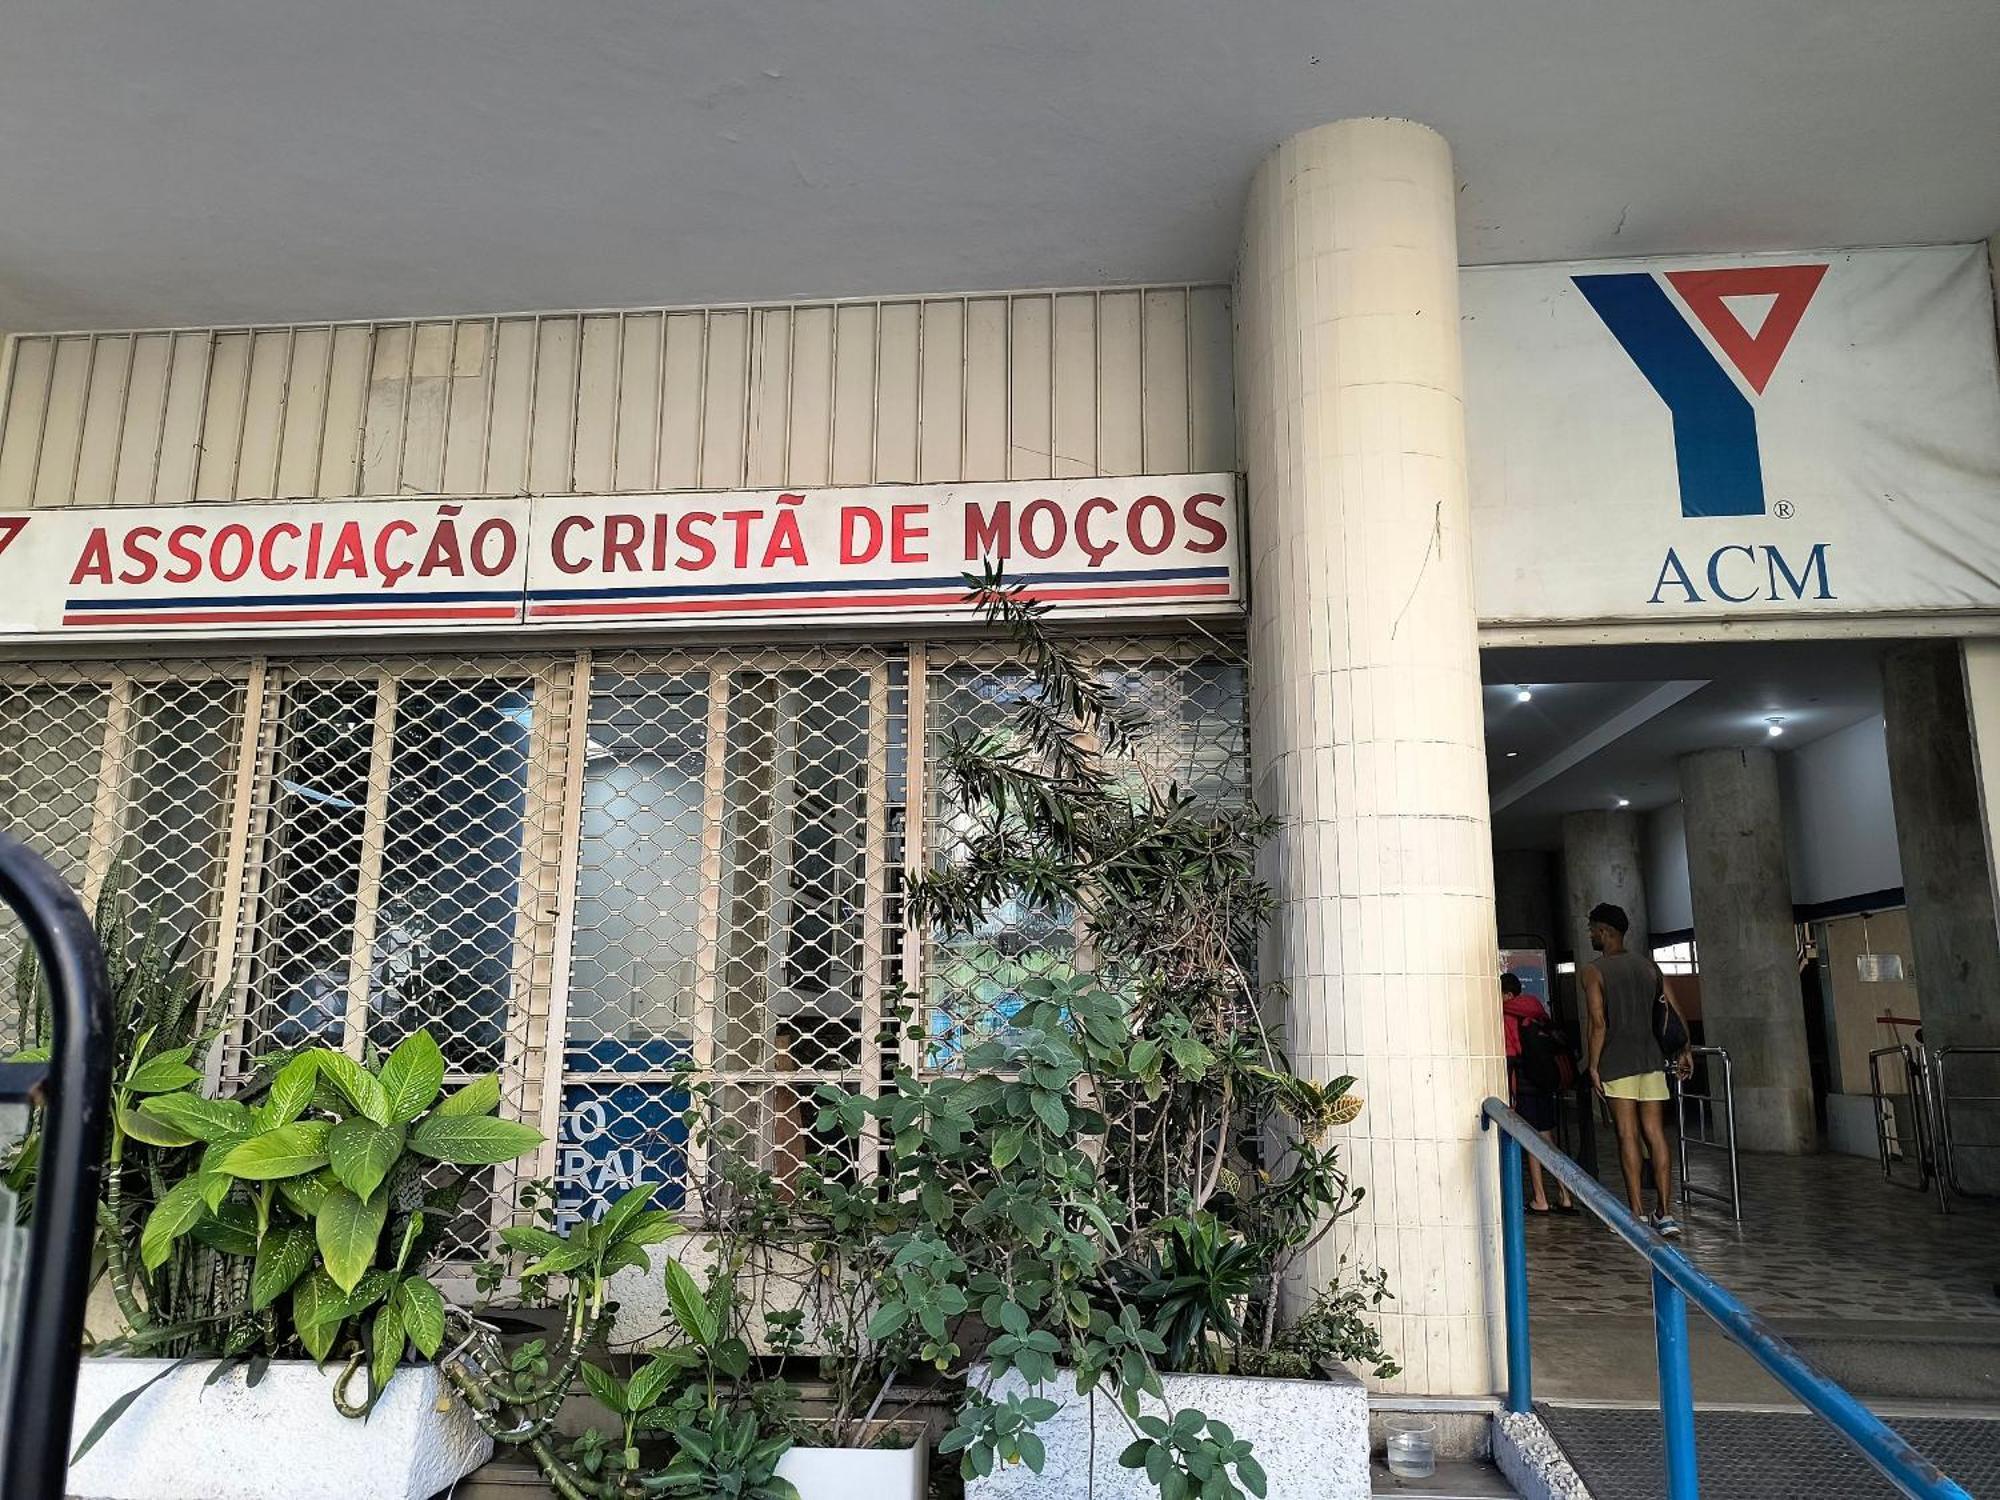 ASSOCIAÇÃO CRISTÃ DE MOÇOS
Y®
ACM